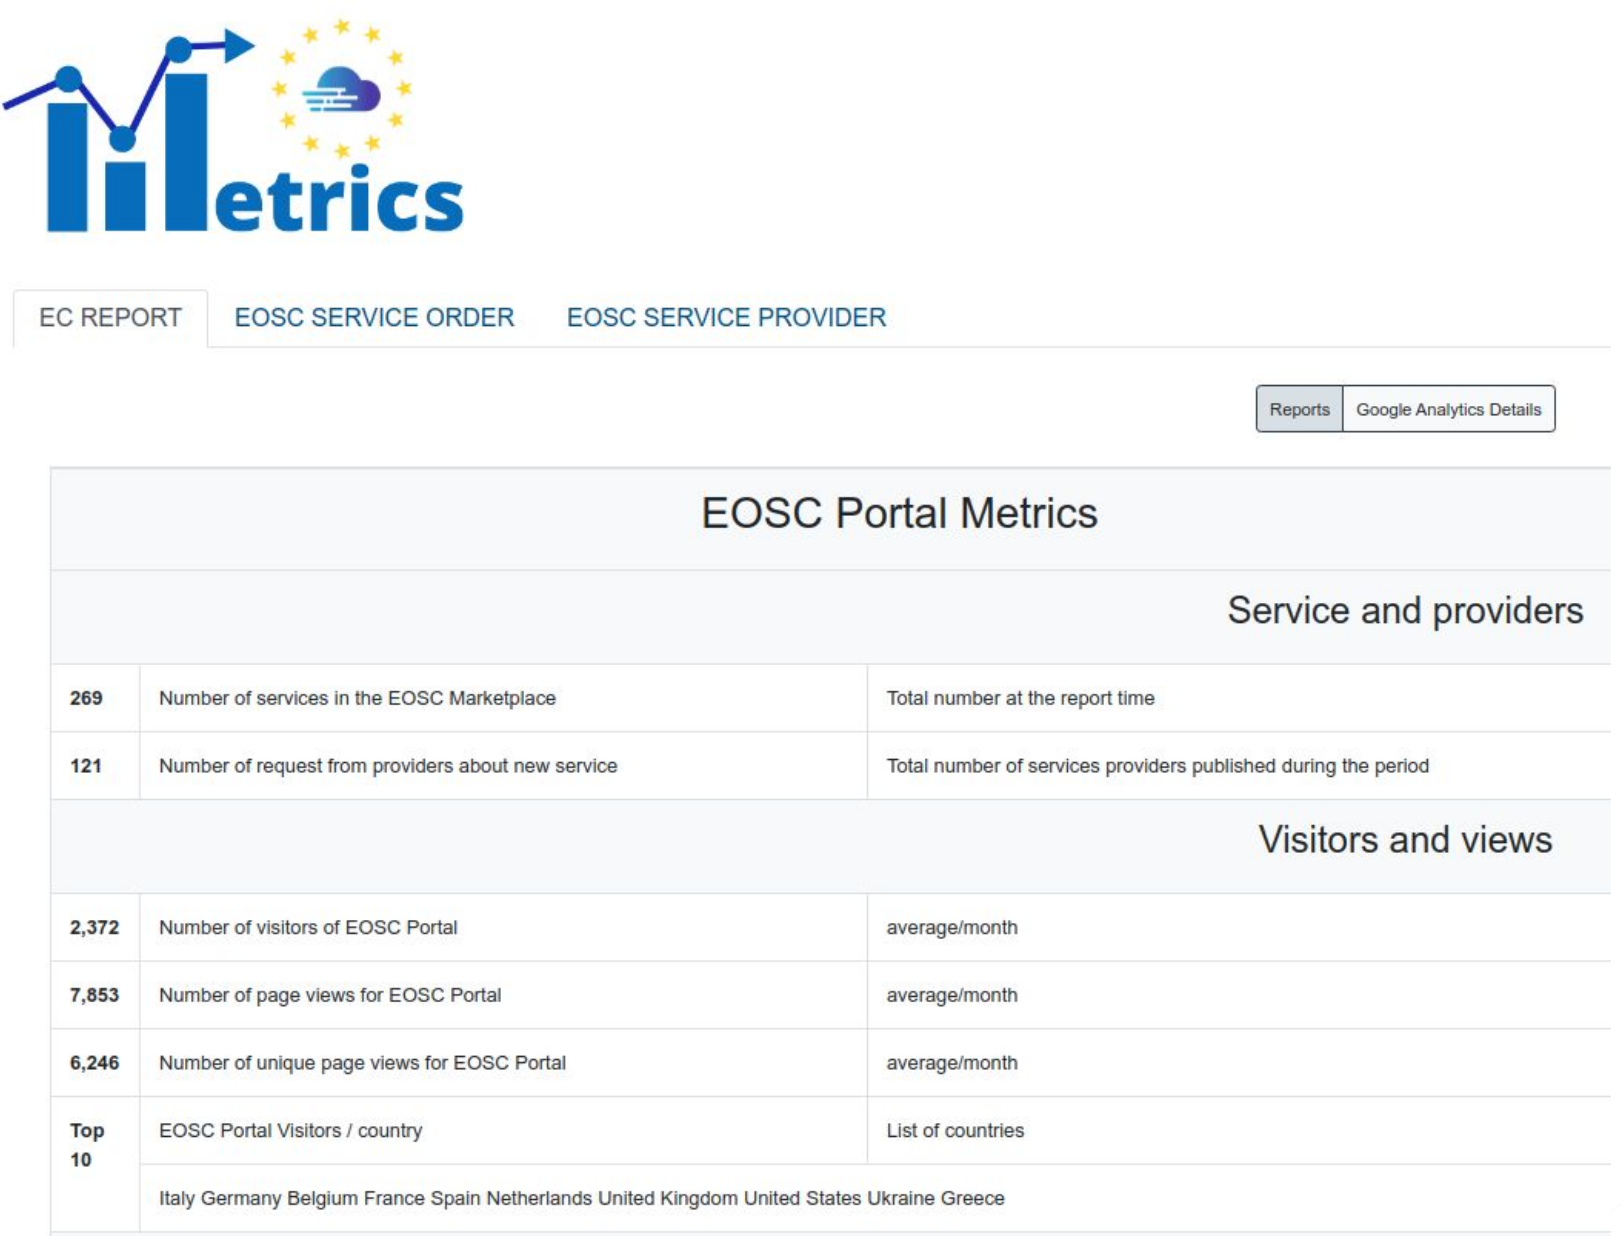 Metrics
EC REPORT EOSC SERVICE ORDER EOSC SERVICE PROVIDER
Reports Google Analytics Details
EOSC Portal Metrics
Service and providers
269 Number of services in the EOSC Marketplace Total number at the report time
121 Number of request from providers about new service Total number of services providers published during the period
Visitors and views
2,372 Number of visitors of EOSC Portal average/month
7,853 Number of page views for EOSC Portal average/month
6,246 Number of unique page views for EOSC Portal average/month
Top 10 EOSC Portal Visitors / country List of countries
Italy Germany Belgium France Spain Netherlands United Kingdom United States Ukraine Greece